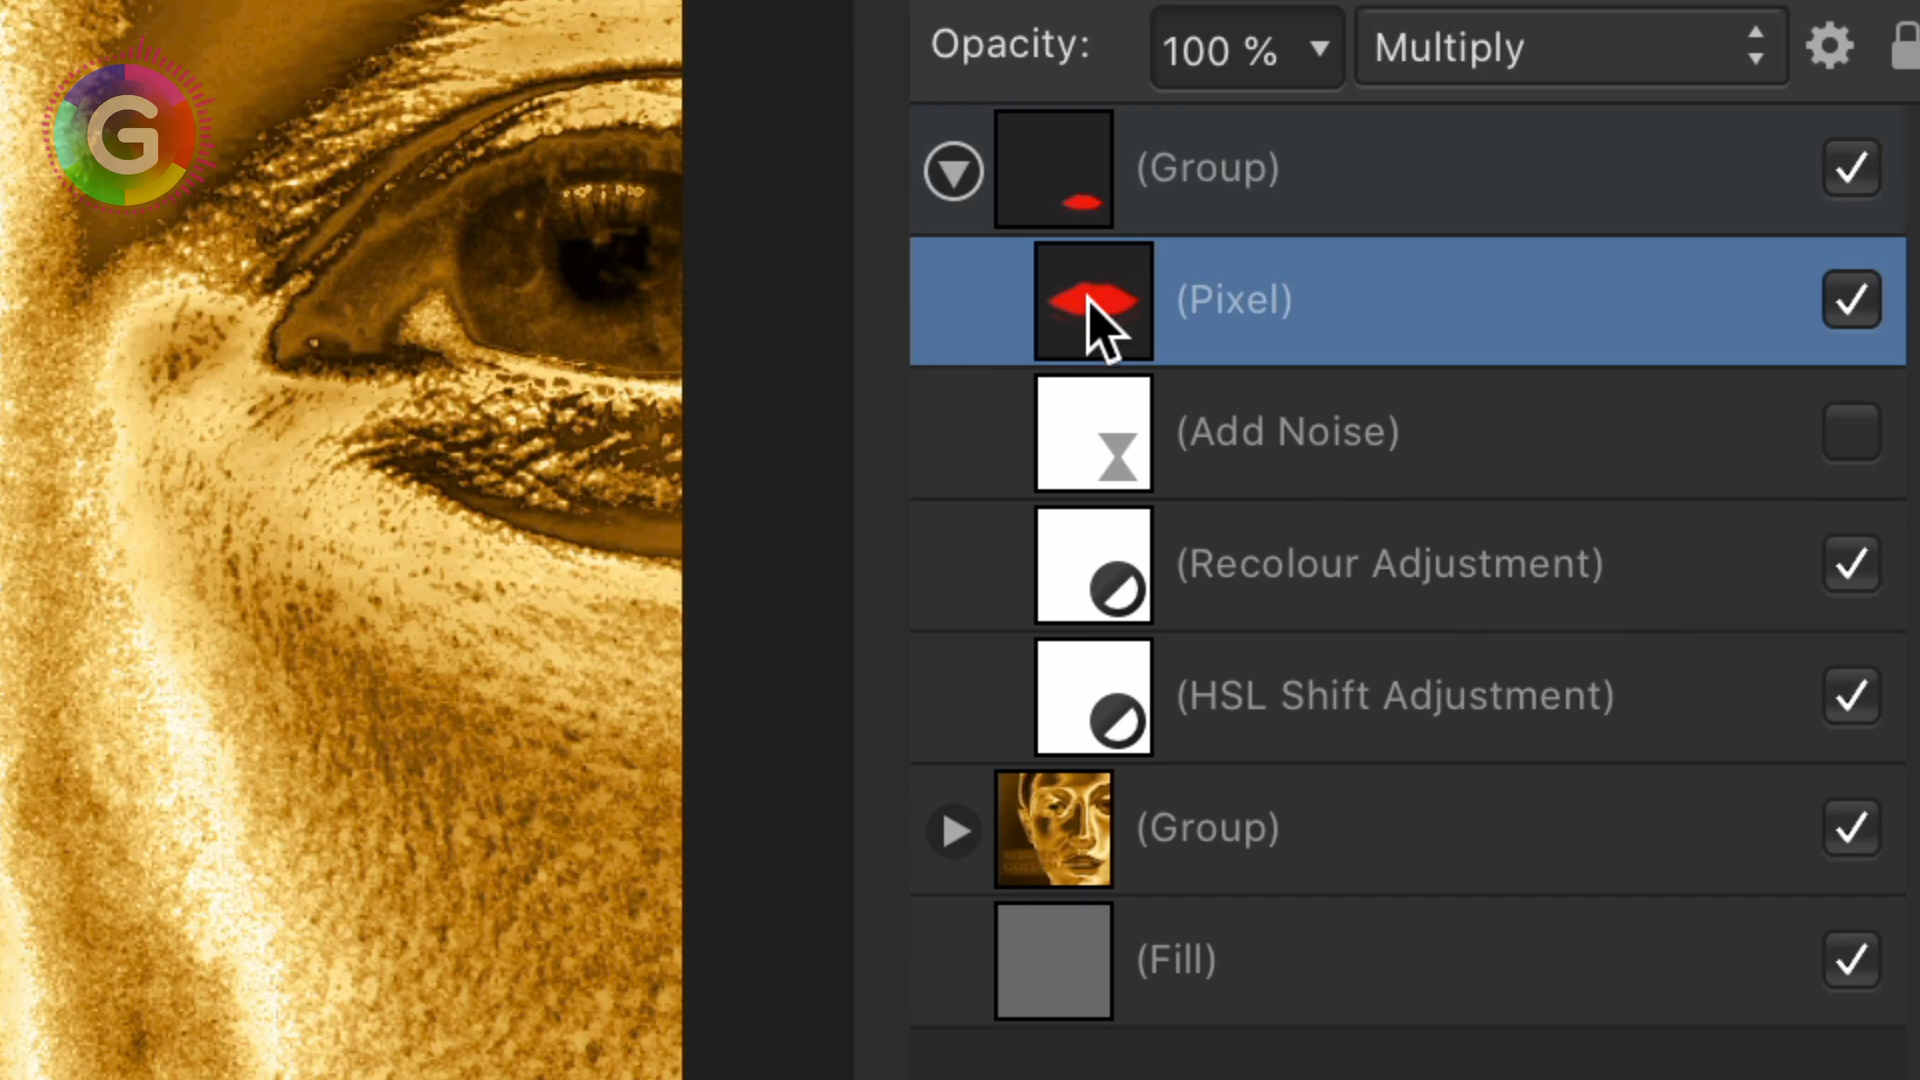 G
Opacity: 100 % Multiply
(Group)
(Pixel)
(Add Noise)
(Recolour Adjustment)
(HSL Shift Adjustment)
(Group)
(Fill)